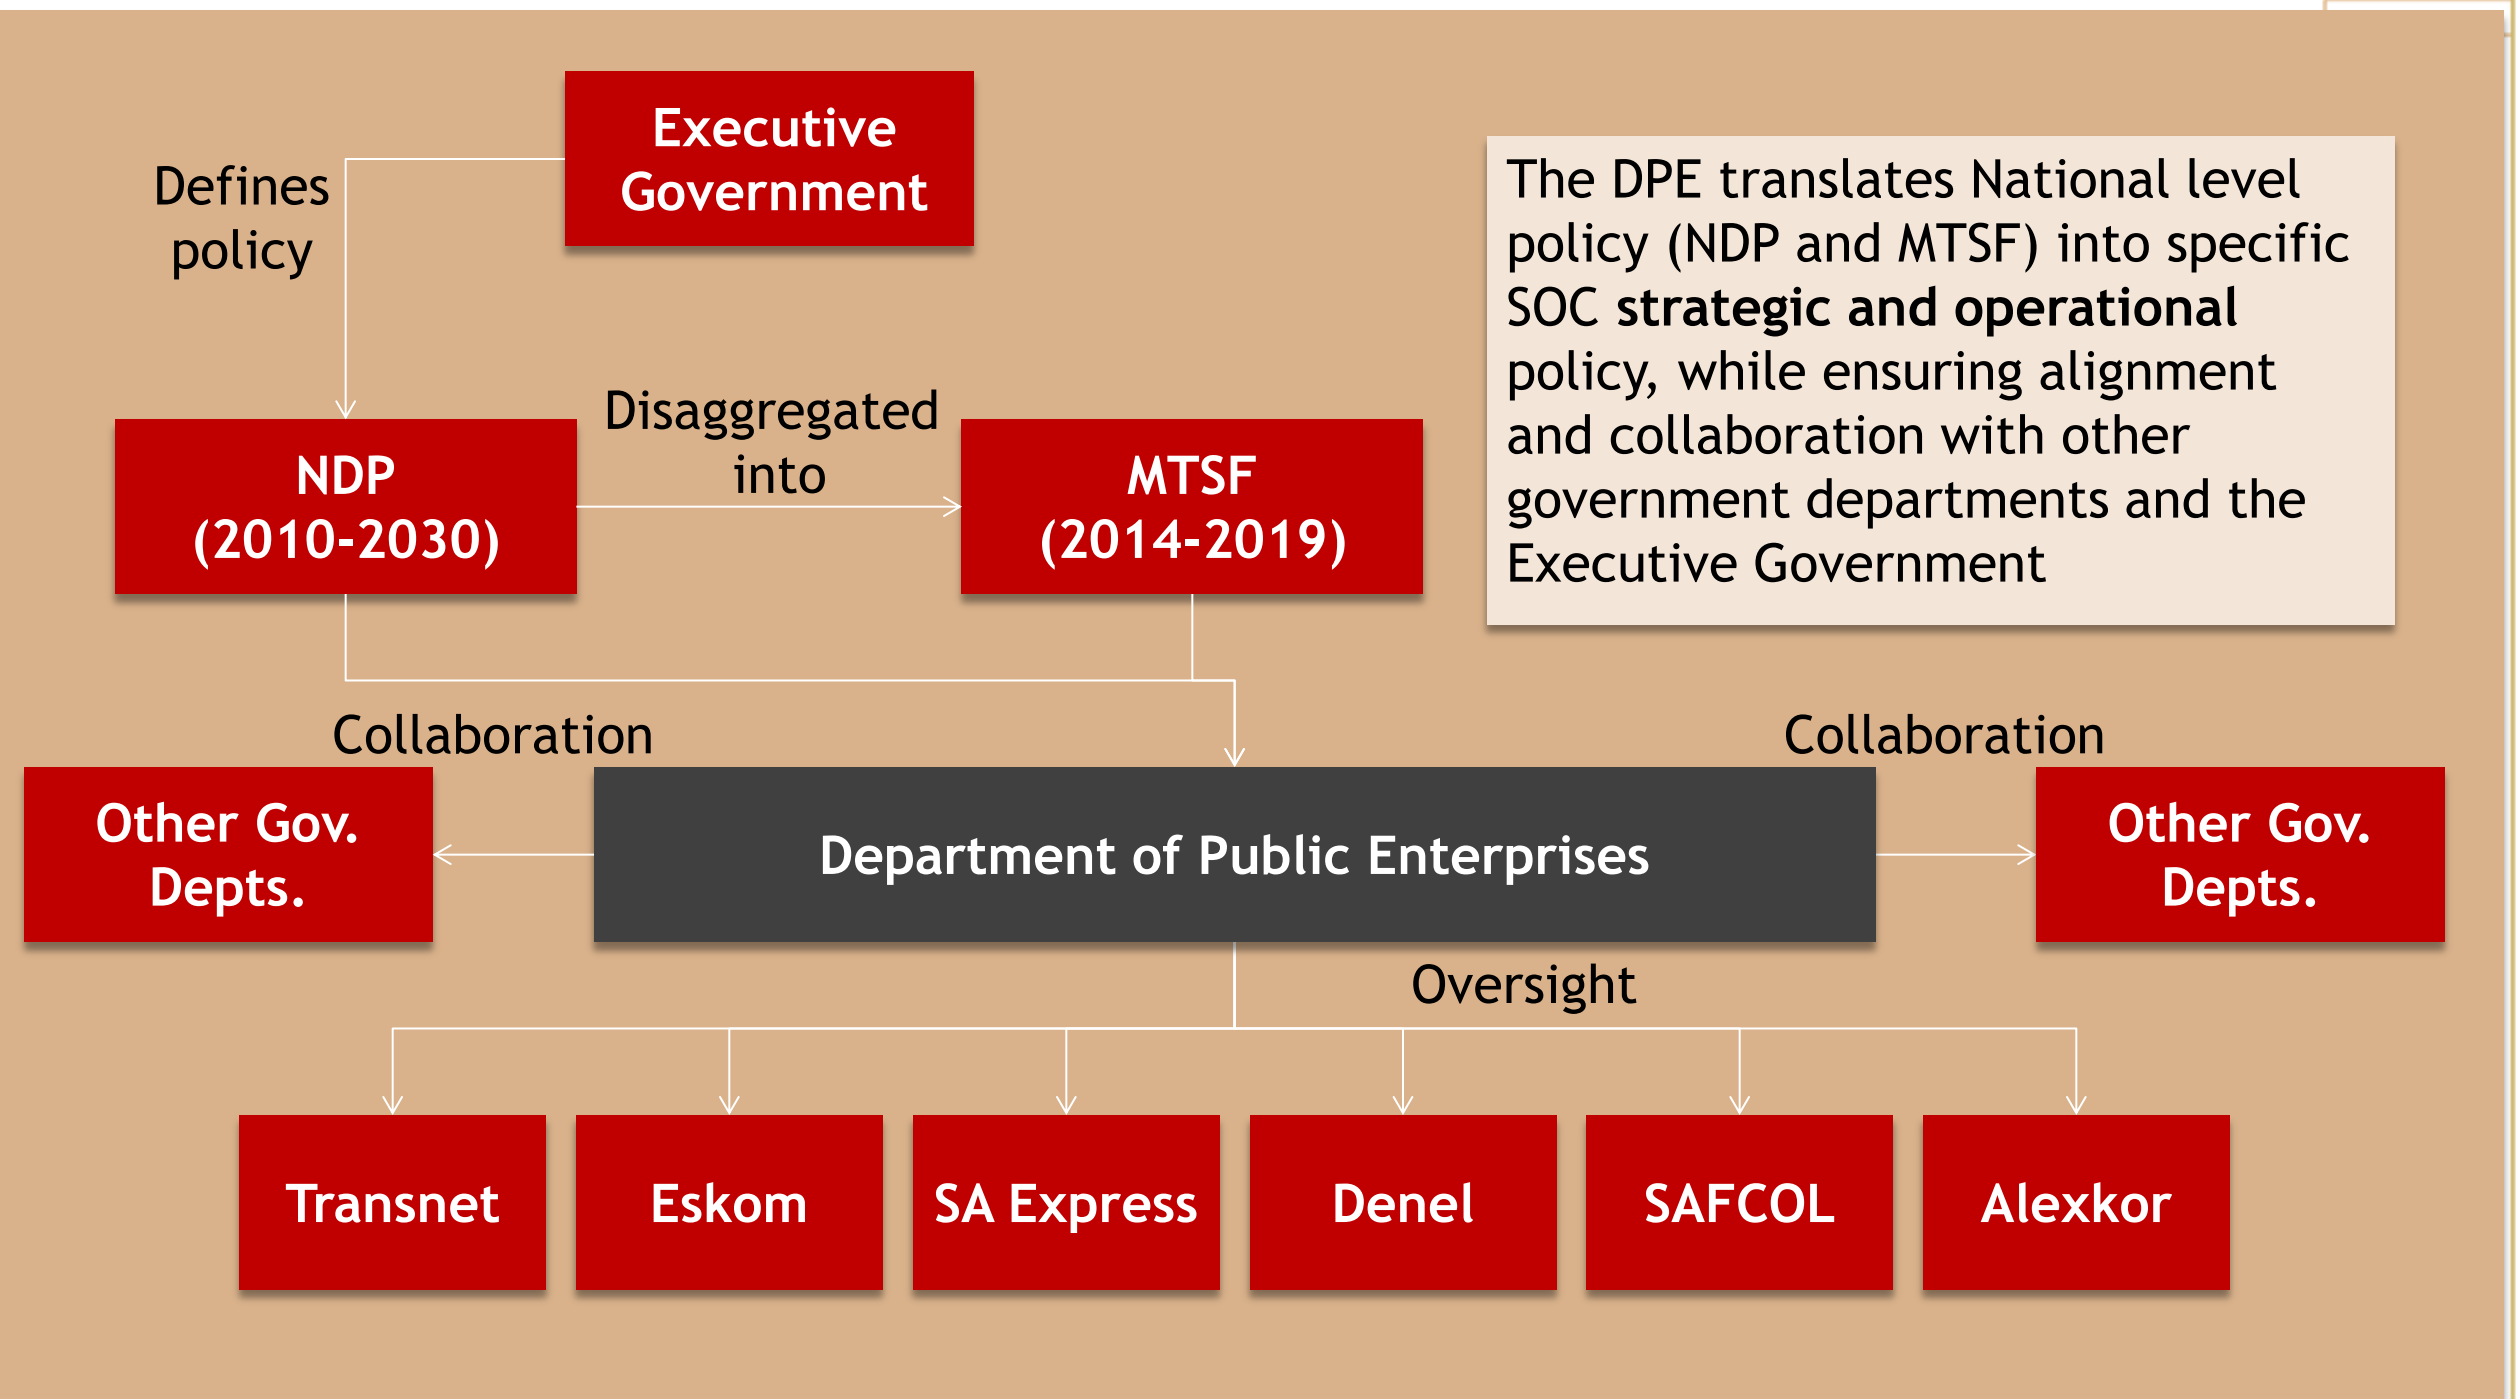 Executive
Government
Defines
policy
The DPE translates National level
policy (NDP and MTSF) into specific
SOC strategic and operational
policy, while ensuring alignment
and collaboration with other
government departments and the
Executive Government
NDP
(2010-2030)
Disaggregated
into
MTSF
(2014-2019)
Collaboration
Collaboration
Other Gov.
Depts.
Department of Public Enterprises
Other Gov.
Depts.
Oversight
Transnet
Eskom
SA Express
Denel
SAFCOL
Alexkor